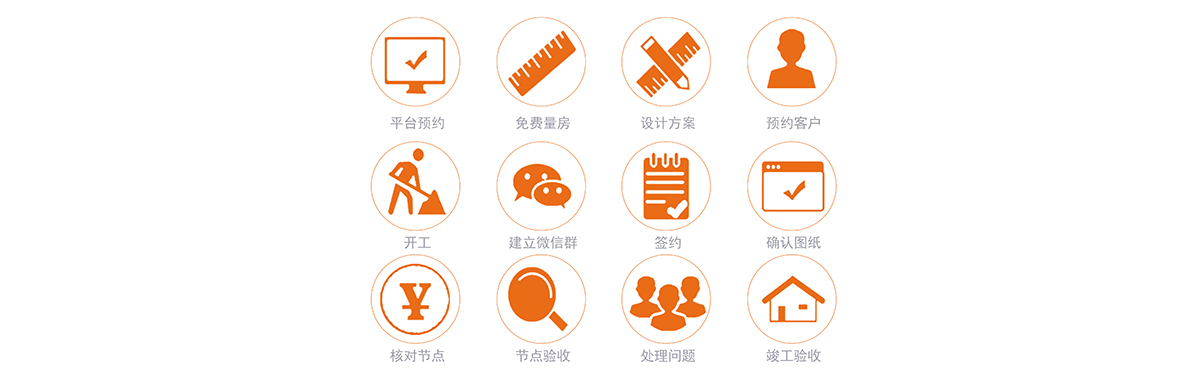 平台预约
免费量房
设计方案
预约客户
开工
建立微信群
签约
确认图纸
核对节点
节点验收
处理问题
竣工验收